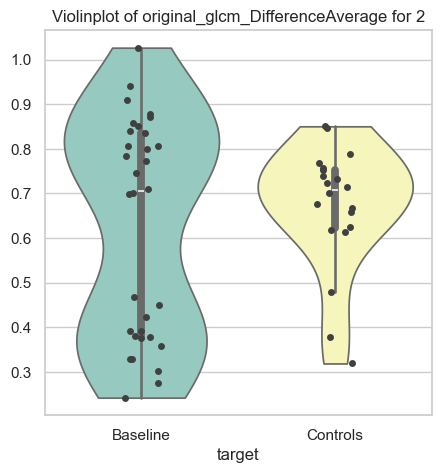 Violinplot of original_glcm_DifferenceAverage for 2
1.0
0.9
0.8
0.7
0.6
0.5
0.4
0.3
Baseline Controls
target